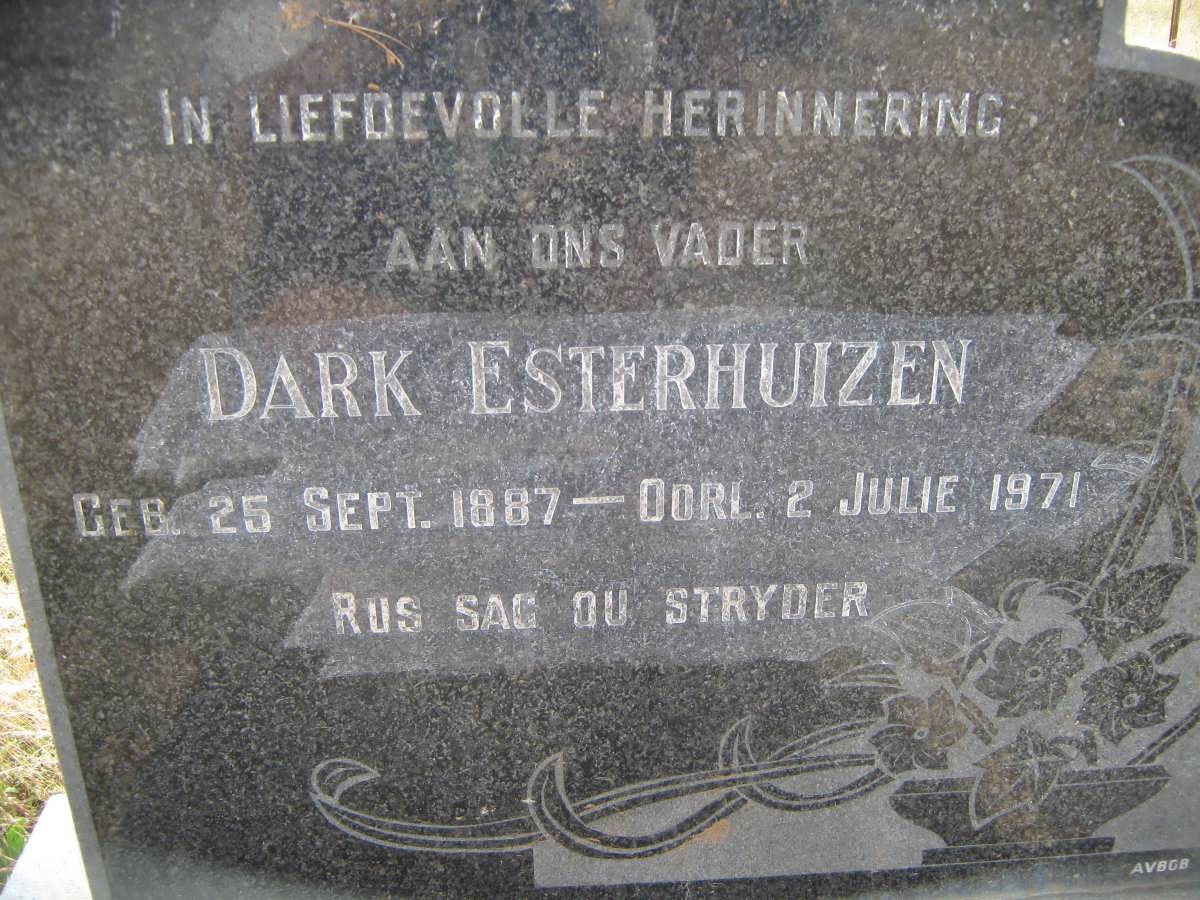 IN LIEFDEVOLLE HERINNERING
AAN ONS VADER
DARK ESTERHUIZEN
GEB. 25 SEPT. 1887 — OORL. 2 JULIE 1971
RUS SAG OU STRYDER
AVBOB